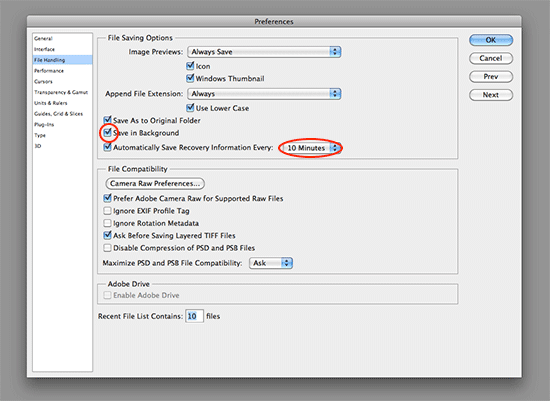 Preferences
General
Interface
File Handling
Performance
Cursors
Transparency & Gamut
Units & Rulers
Guides, Grid & Slices
Plug-Ins
Type
3D
File Saving Options
Image Previews: Always Save
Icon
Windows Thumbnail
Append File Extension: Always
Use Lower Case
Save As to Original Folder
Save in Background
Automatically Save Recovery Information Every: 10 Minutes
File Compatibility
Camera Raw Preferences...
Prefer Adobe Camera Raw for Supported Raw Files
Ignore EXIF Profile Tag
Ignore Rotation Metadata
Ask Before Saving Layered TIFF Files
Disable Compression of PSD and PSB Files
Maximize PSD and PSB File Compatibility: Ask
Adobe Drive
Enable Adobe Drive
Recent File List Contains: 10 files
OK
Cancel
Prev
Next